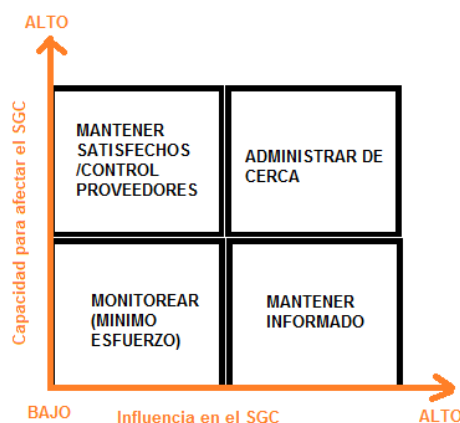 ALTO
Capacidad para afectar el SGC
MANTENER
SATISFECHOS
/CONTROL
PROVEEDORES
ADMINISTRAR DE
CERCA
MONITOREAR
(MINIMO
ESFUERZO)
MANTENER
INFORMADO
BAJO
Influencia en el SGC
ALTO